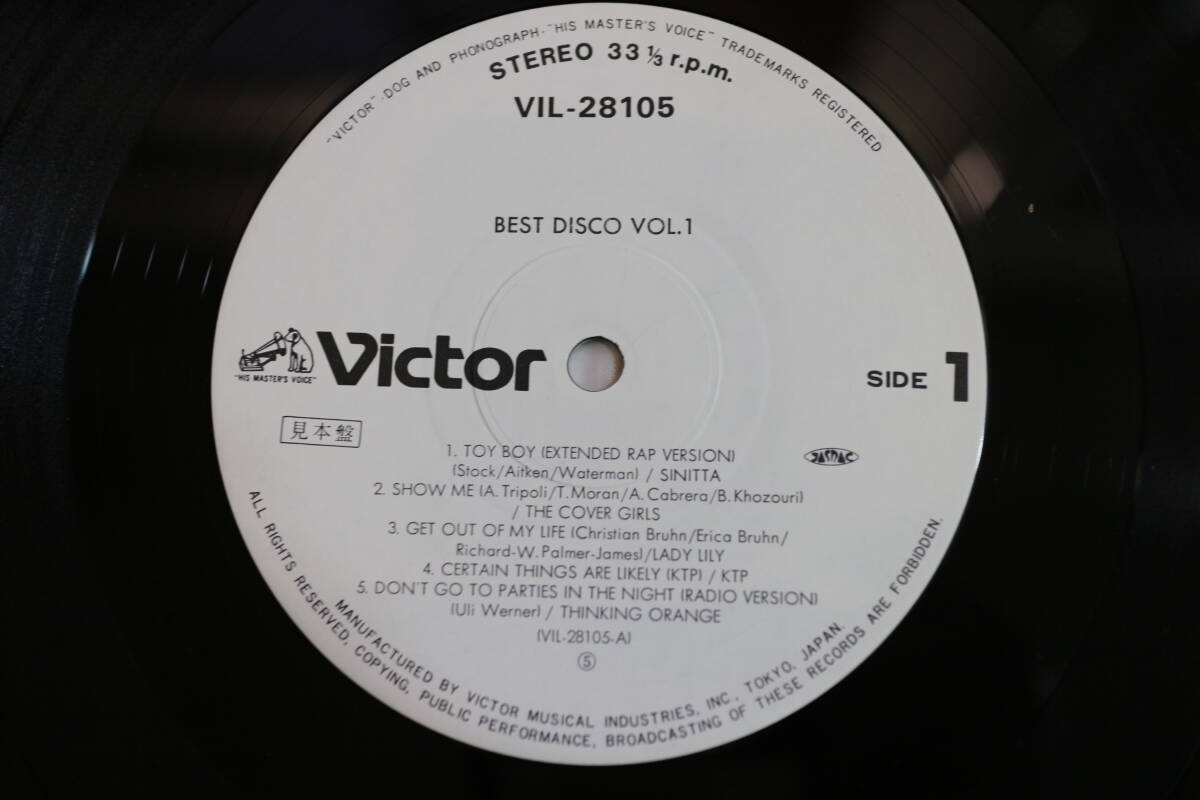 "VICTOR"·DOG AND PHONOGRAPH·"HIS MASTER'S VOICE" TRADEMARKS REGISTERED
STEREO 33 1/3 r.p.m.
VIL-28105
BEST DISCO VOL.1
"HIS MASTER'S VOICE"
Victor
SIDE 1
見本盤
JASRAC
1. TOY BOY (EXTENDED RAP VERSION)
(Stock/Aitken/Waterman) / SINITTA
2. SHOW ME (A. Tripoli/T. Moran/A. Cabrera/B. Khozouri)
/ THE COVER GIRLS
3. GET OUT OF MY LIFE (Christian Bruhn/Erica Bruhn/
Richard-W. Palmer-James)/LADY LILY
4. CERTAIN THINGS ARE LIKELY (KTP) / KTP
5. DON'T GO TO PARTIES IN THE NIGHT (RADIO VERSION)
(Uli Werner) / THINKING ORANGE
(VIL-28105-A)
⑤
MANUFACTURED BY VICTOR MUSICAL INDUSTRIES, INC., TOKYO, JAPAN.
ALL RIGHTS RESERVED, COPYING, PUBLIC PERFORMANCE, BROADCASTING OF THESE RECORDS ARE FORBIDDEN.